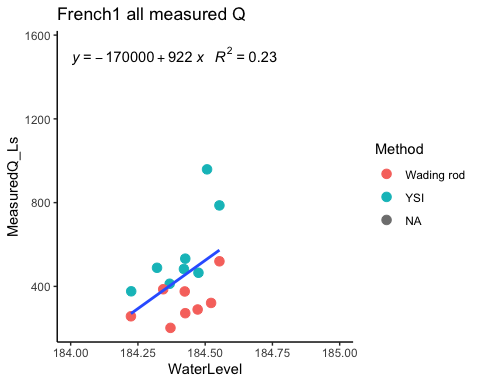 French1 all measured Q
y = − 170000 + 922 x R² = 0.23
1600
1200
800
400
MeasuredQ_Ls
184.00 184.25 184.50 184.75 185.00
WaterLevel
Method
Wading rod
YSI
NA